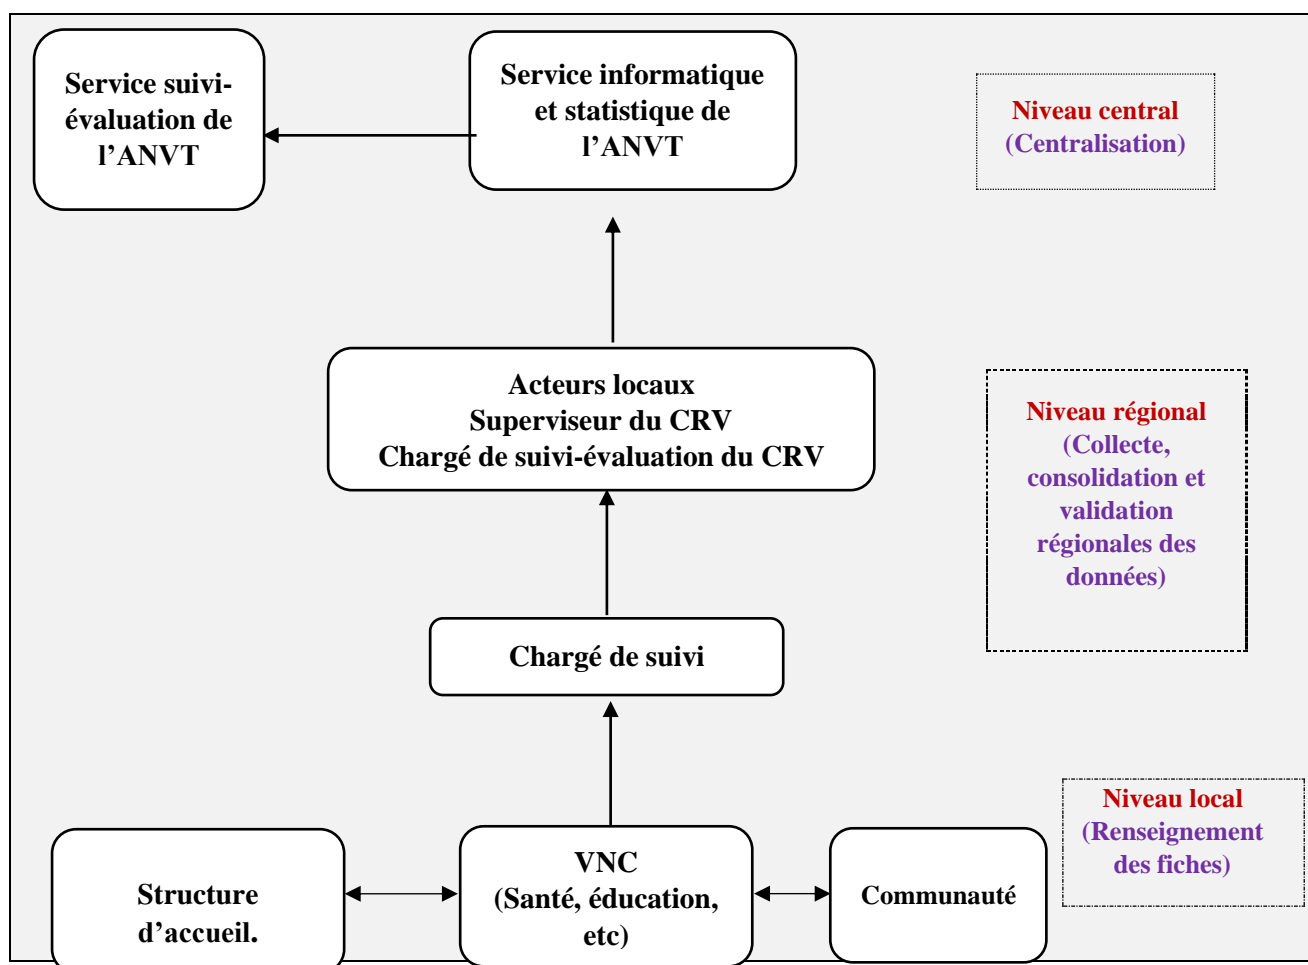 Service suivi-
évaluation de
l’ANVT
Service informatique
et statistique de
l’ANVT
Niveau central
(Centralisation)
Acteurs locaux
Superviseur du CRV
Chargé de suivi-évaluation du CRV
Niveau régional
(Collecte,
consolidation et
validation
régionales des
données)
Chargé de suivi
Niveau local
(Renseignement
des fiches)
Structure
d’accueil.
VNC
(Santé, éducation,
etc)
Communauté